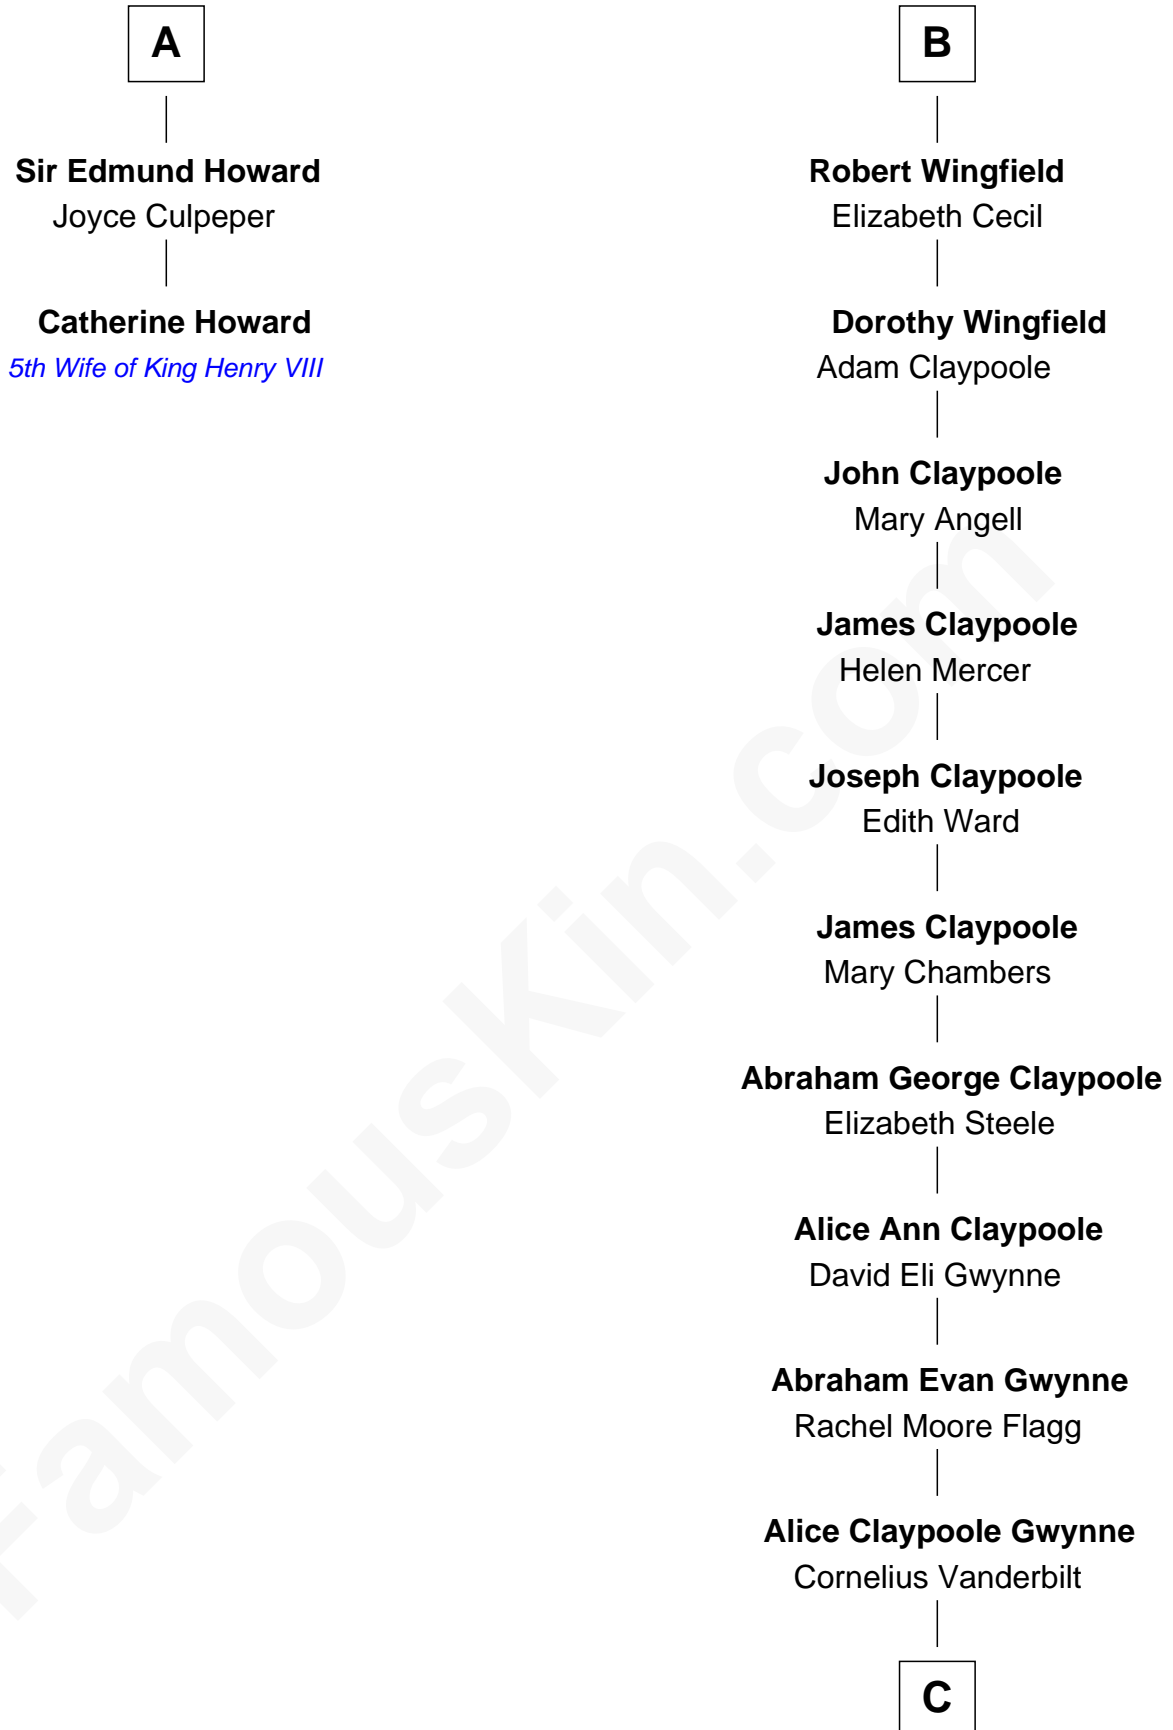 A
Sir Edmund Howard
Joyce Culpeper
Catherine Howard
5th Wife of King Henry VIII
B
Robert Wingfield
Elizabeth Cecil
Dorothy Wingfield
Adam Claypoole
John Claypoole
Mary Angell
James Claypoole
Helen Mercer
Joseph Claypoole
Edith Ward
James Claypoole
Mary Chambers
Abraham George Claypoole
Elizabeth Steele
Alice Ann Claypoole
David Eli Gwynne
Abraham Evan Gwynne
Rachel Moore Flagg
Alice Claypoole Gwynne
Cornelius Vanderbilt
C
FamousKin.com